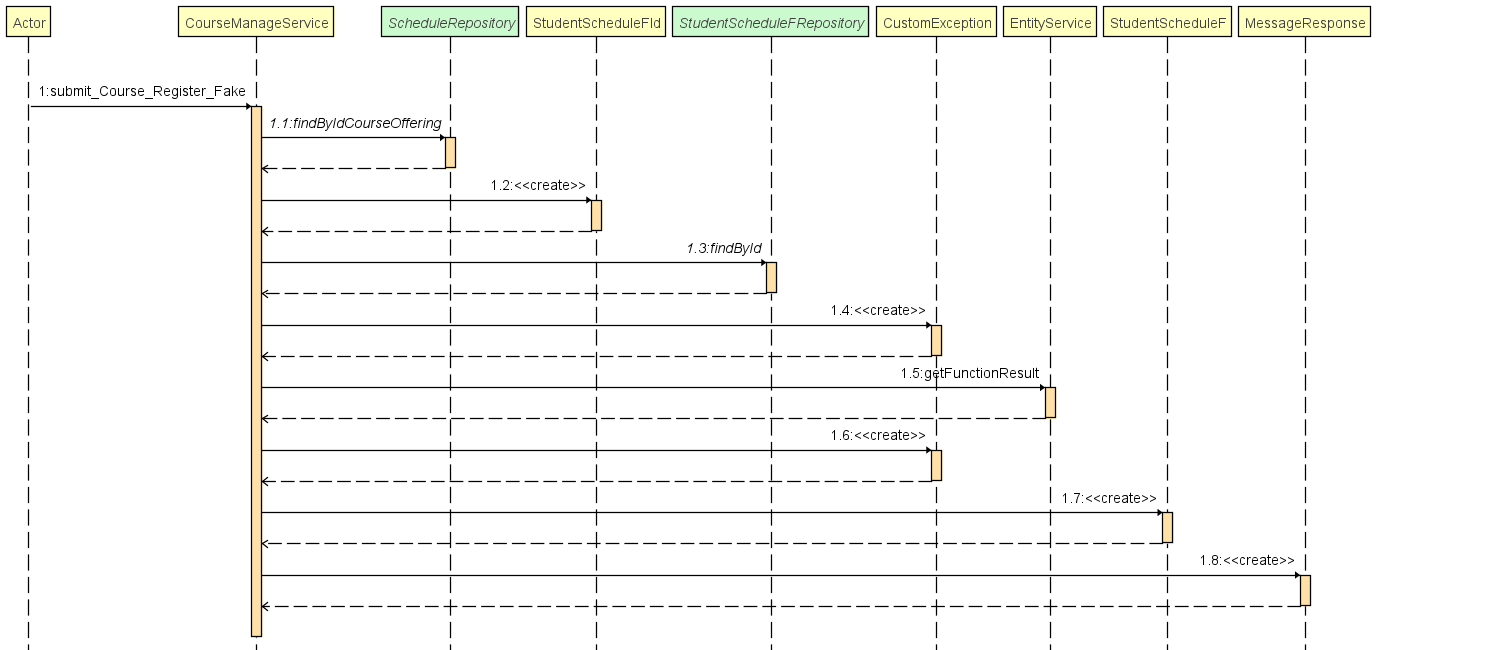 Actor
CourseManageService
ScheduleRepository
StudentScheduleFId
StudentScheduleFRepository
CustomException
EntityService
StudentScheduleF
MessageResponse
1:submit_Course_Register_Fake
1.1:findByIdCourseOffering
1.2:<<create>>
1.3:findById
1.4:<<create>>
1.5:getFunctionResult
1.6:<<create>>
1.7:<<create>>
1.8:<<create>>